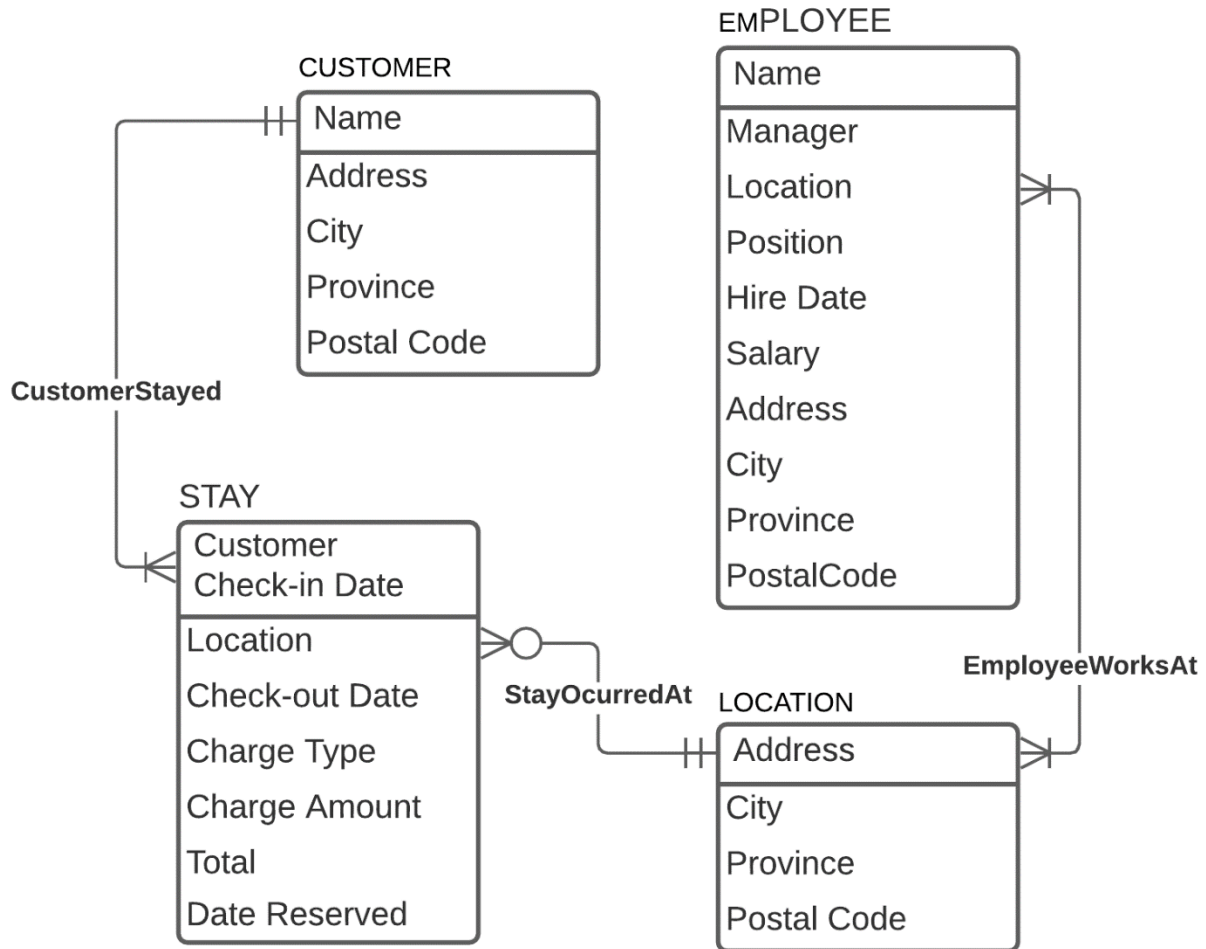 EMPLOYEE
Name
Manager
Location
Position
Hire Date
Salary
Address
City
Province
PostalCode
CUSTOMER
Name
Address
City
Province
Postal Code
CustomerStayed
STAY
Customer
Check-in Date
Location
Check-out Date
Charge Type
Charge Amount
Total
Date Reserved
StayOcurredAt
EmployeeWorksAt
LOCATION
Address
City
Province
Postal Code